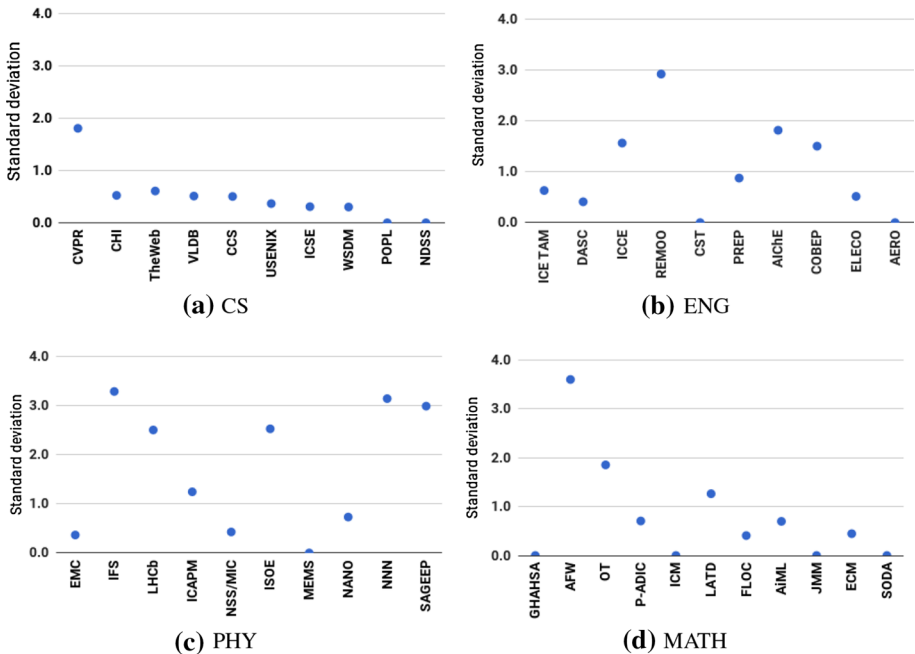 4.0
3.0
2.0
1.0
0.0
Standard deviation
CVPR
CHI
TheWeb
VLDB
CCS
USENIX
ICSE
WSDM
POPL
NDSS
(a) CS
4.0
3.0
2.0
1.0
0.0
Standard deviation
ICE TAM
DASC
ICCE
REMOO
CST
PREP
AIChE
COBEP
ELECO
AERO
(b) ENG
4.0
3.0
2.0
1.0
0.0
Standard deviation
EMC
IFS
LHCb
ICAPM
NSS/MIC
ISOE
MEMS
NANO
NNN
SAGEEP
(c) PHY
4.0
3.0
2.0
1.0
0.0
Standard deviation
GHAHSA
AFW
OT
P-ADIC
ICM
LATD
FLOC
AiML
JMM
ECM
SODA
(d) MATH